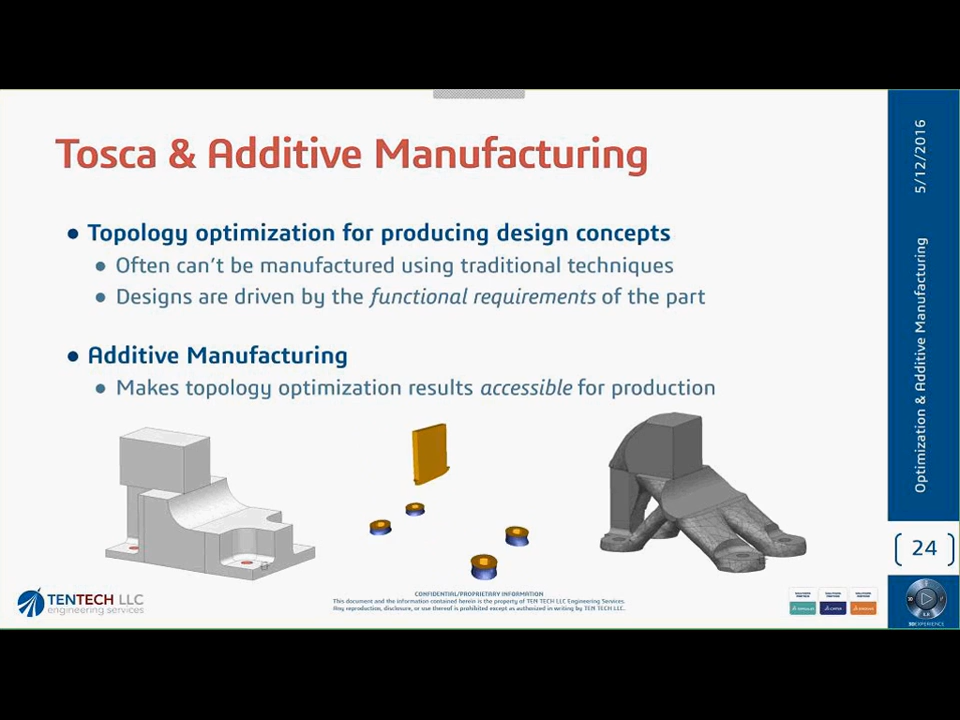 Tosca & Additive Manufacturing
● Topology optimization for producing design concepts
● Often can't be manufactured using traditional techniques
● Designs are driven by the functional requirements of the part
● Additive Manufacturing
● Makes topology optimization results accessible for production
5/12/2016
Optimization & Additive Manufacturing
24
TENTECH LLC
engineering services
CONFIDENTIAL/PROPRIETARY INFORMATION
This document and the information contained herein is the property of TEN TECH LLC Engineering Services.
Any reproduction, disclosure, or use thereof is prohibited except as authorized in writing by TEN TECH LLC.
3DEXPERIENCE